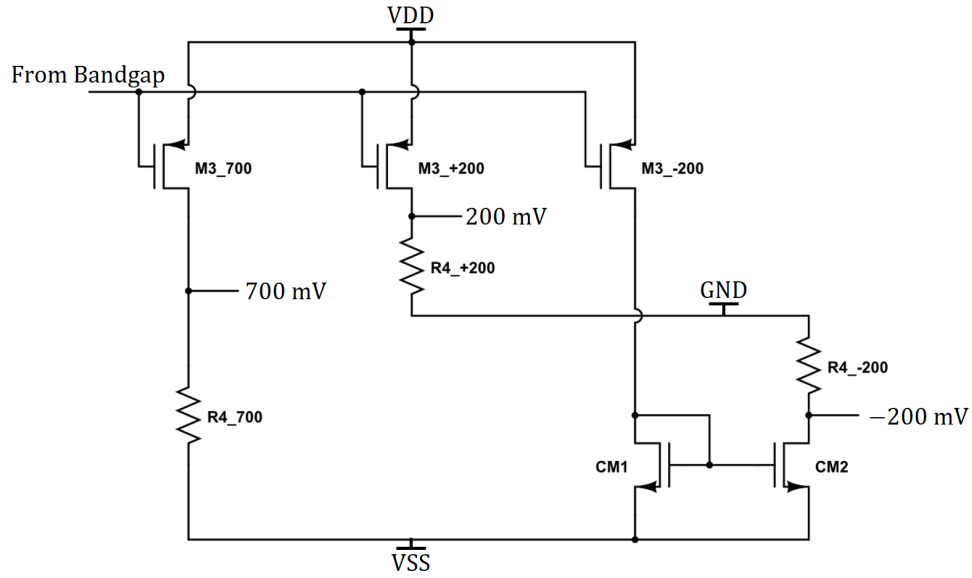 VDD
From Bandgap
M3_700
M3_+200
M3_-200
200 mV
R4_+200
700 mV
GND
R4_-200
R4_700
−200 mV
CM1
CM2
VSS